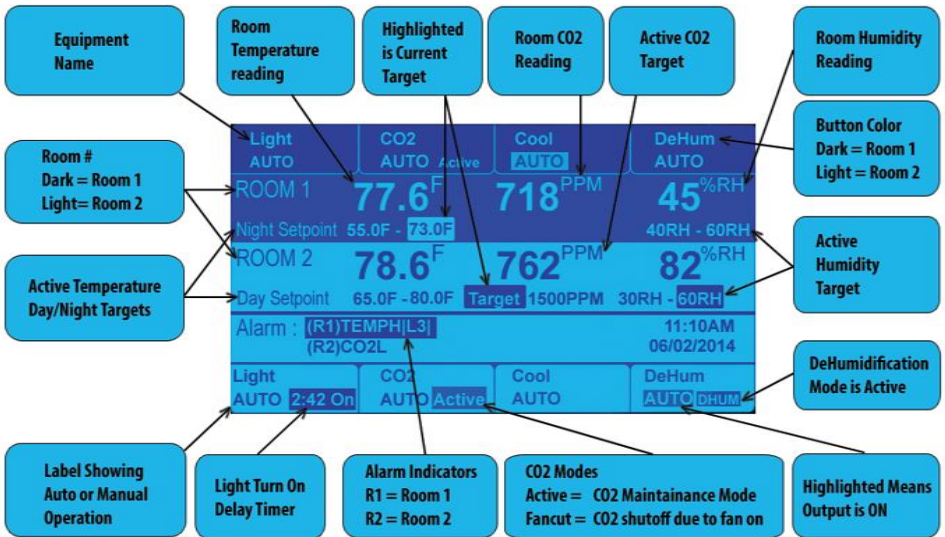 Equipment
Name
Room
Temperature
reading
Highlighted
is Current
Target
Room CO2
Reading
Active CO2
Target
Room Humidity
Reading
Room #
Dark = Room 1
Light= Room 2
Button Color
Dark = Room 1
Light = Room 2
Light CO2 Cool DeHum
AUTO AUTO Active AUTO AUTO
ROOM 1 77.6F 718PPM 45%RH
Night Setpoint 55.0F - 73.0F 40RH - 60RH
ROOM 2 78.6F 762PPM 82%RH
Day Setpoint 65.0F - 80.0F Target 1500PPM 30RH - 60RH
Alarm : (R1)TEMPH|L3| 11:10AM
(R2)CO2L 06/02/2014
Light CO2 Cool DeHum
AUTO 2:42 On AUTO Active AUTO AUTO DHUM
Active Temperature
Day/Night Targets
Active
Humidity
Target
DeHumidification
Mode is Active
Label Showing
Auto or Manual
Operation
Light Turn On
Delay Timer
Alarm Indicators
R1 = Room 1
R2 = Room 2
CO2 Modes
Active = CO2 Maintainance Mode
Fancut = CO2 shutoff due to fan on
Highlighted Means
Output is ON